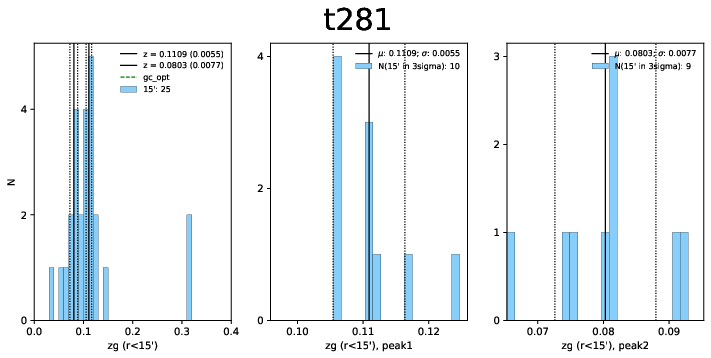 t281
z = 0.1109 (0.0055)
z = 0.0803 (0.0077)
gc_opt
15': 25
N
0
2
4
0.0 0.1 0.2 0.3 0.4
zg (r<15')
μ: 0.1109; σ: 0.0055
N(15' in 3sigma): 10
0
2
4
0.10 0.11 0.12
zg (r<15'), peak1
μ: 0.0803; σ: 0.0077
N(15' in 3sigma): 9
0
1
2
3
0.07 0.08 0.09
zg (r<15'), peak2